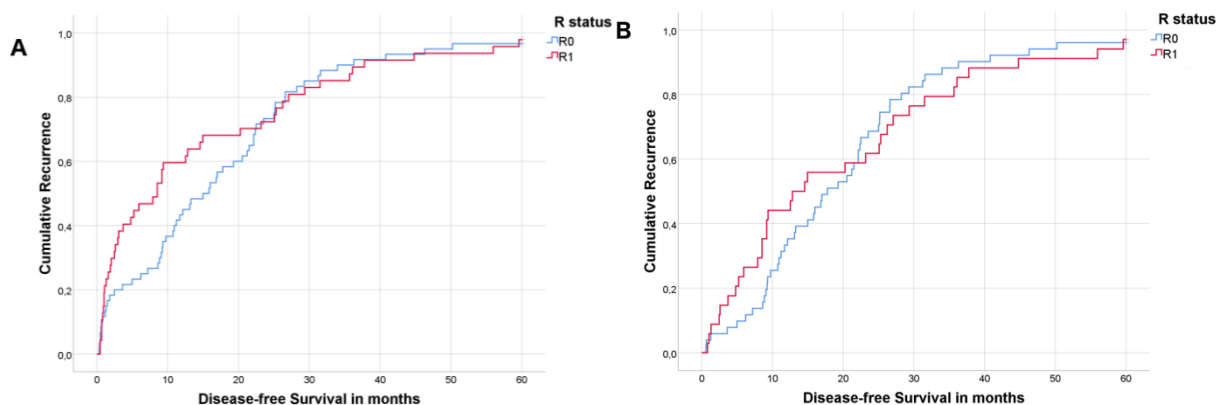 A
R status
R0
R1
Cumulative Recurrence
1,0
0,8
0,6
0,4
0,2
0,0
0 10 20 30 40 50 60
Disease-free Survival in months
B
R status
R0
R1
Cumulative Recurrence
1,0
0,8
0,6
0,4
0,2
0,0
0 10 20 30 40 50 60
Disease-free Survival in months